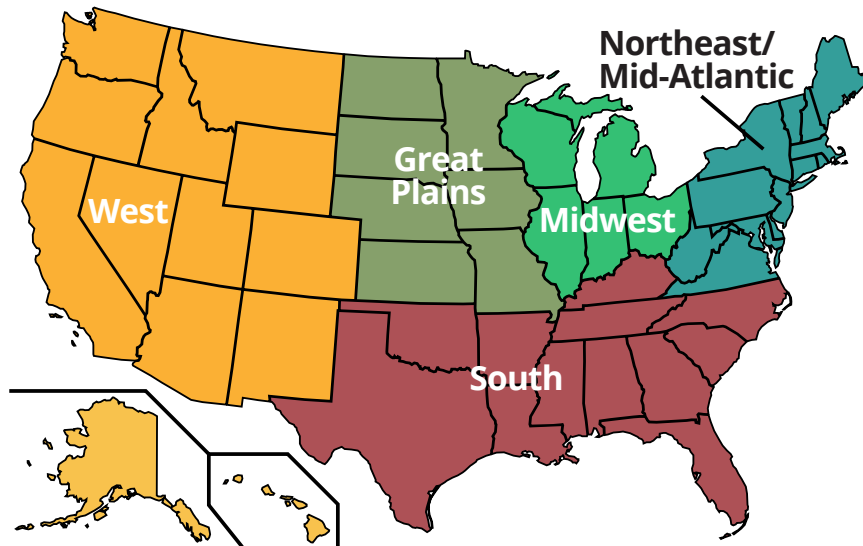 Northeast/
Mid-Atlantic
Great
Plains
West
Midwest
South